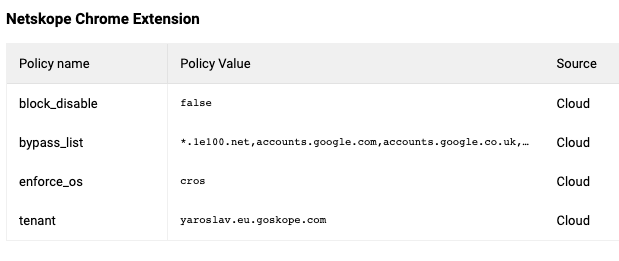 Netskope Chrome Extension
Policy name Policy Value Source
block_disable false Cloud
bypass_list *.1e100.net,accounts.google.com,accounts.google.co.uk,… Cloud
enforce_os cros Cloud
tenant yaroslav.eu.goskope.com Cloud